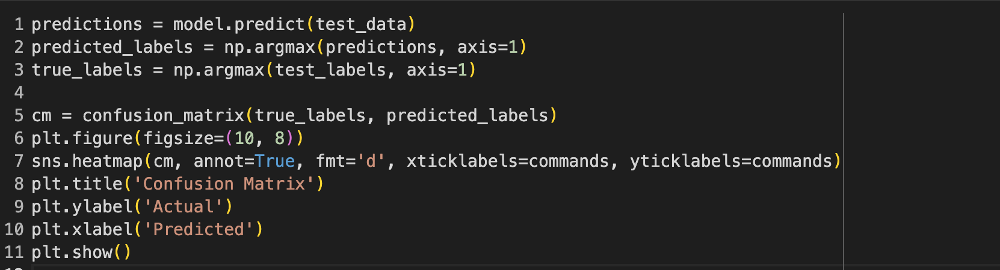 1 predictions = model.predict(test_data)
2 predicted_labels = np.argmax(predictions, axis=1)
3 true_labels = np.argmax(test_labels, axis=1)
4
5 cm = confusion_matrix(true_labels, predicted_labels)
6 plt.figure(figsize=(10, 8))
7 sns.heatmap(cm, annot=True, fmt='d', xticklabels=commands, yticklabels=commands)
8 plt.title('Confusion Matrix')
9 plt.ylabel('Actual')
10 plt.xlabel('Predicted')
11 plt.show()